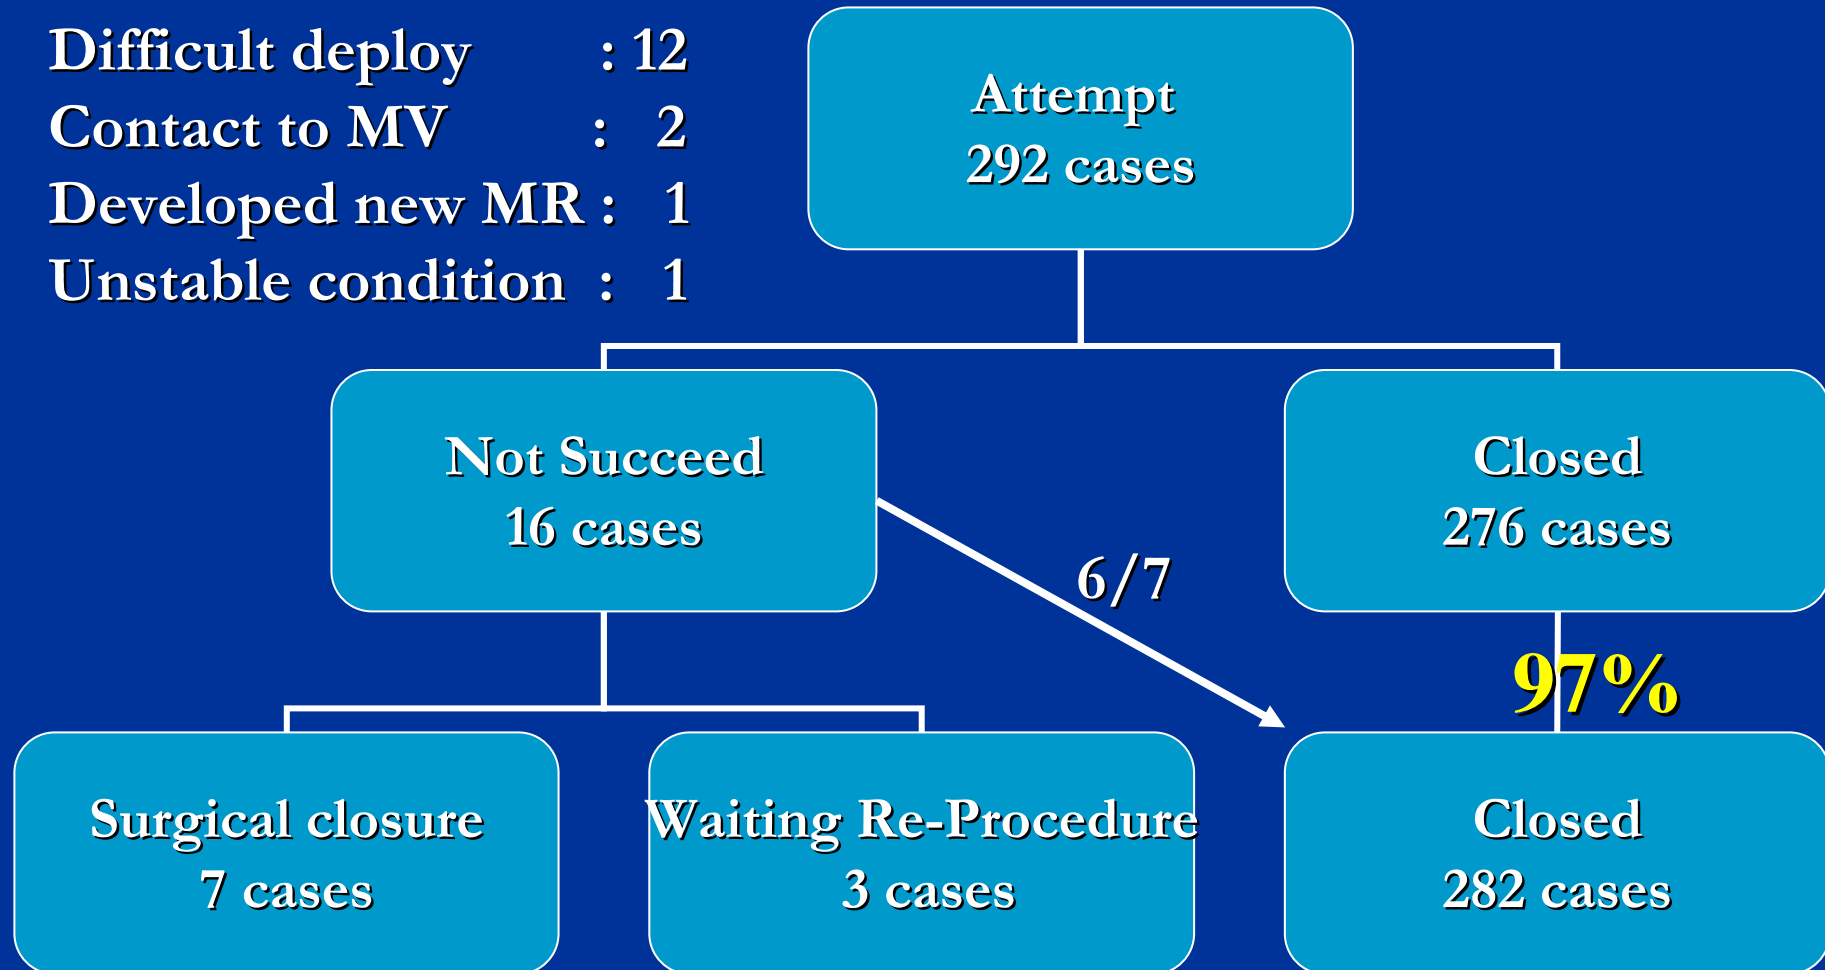 Difficult deploy : 12
Contact to MV : 2
Developed new MR : 1
Unstable condition : 1
Attempt
292 cases
Not Succeed
16 cases
Closed
276 cases
6/7
97%
Surgical closure
7 cases
Waiting Re-Procedure
3 cases
Closed
282 cases